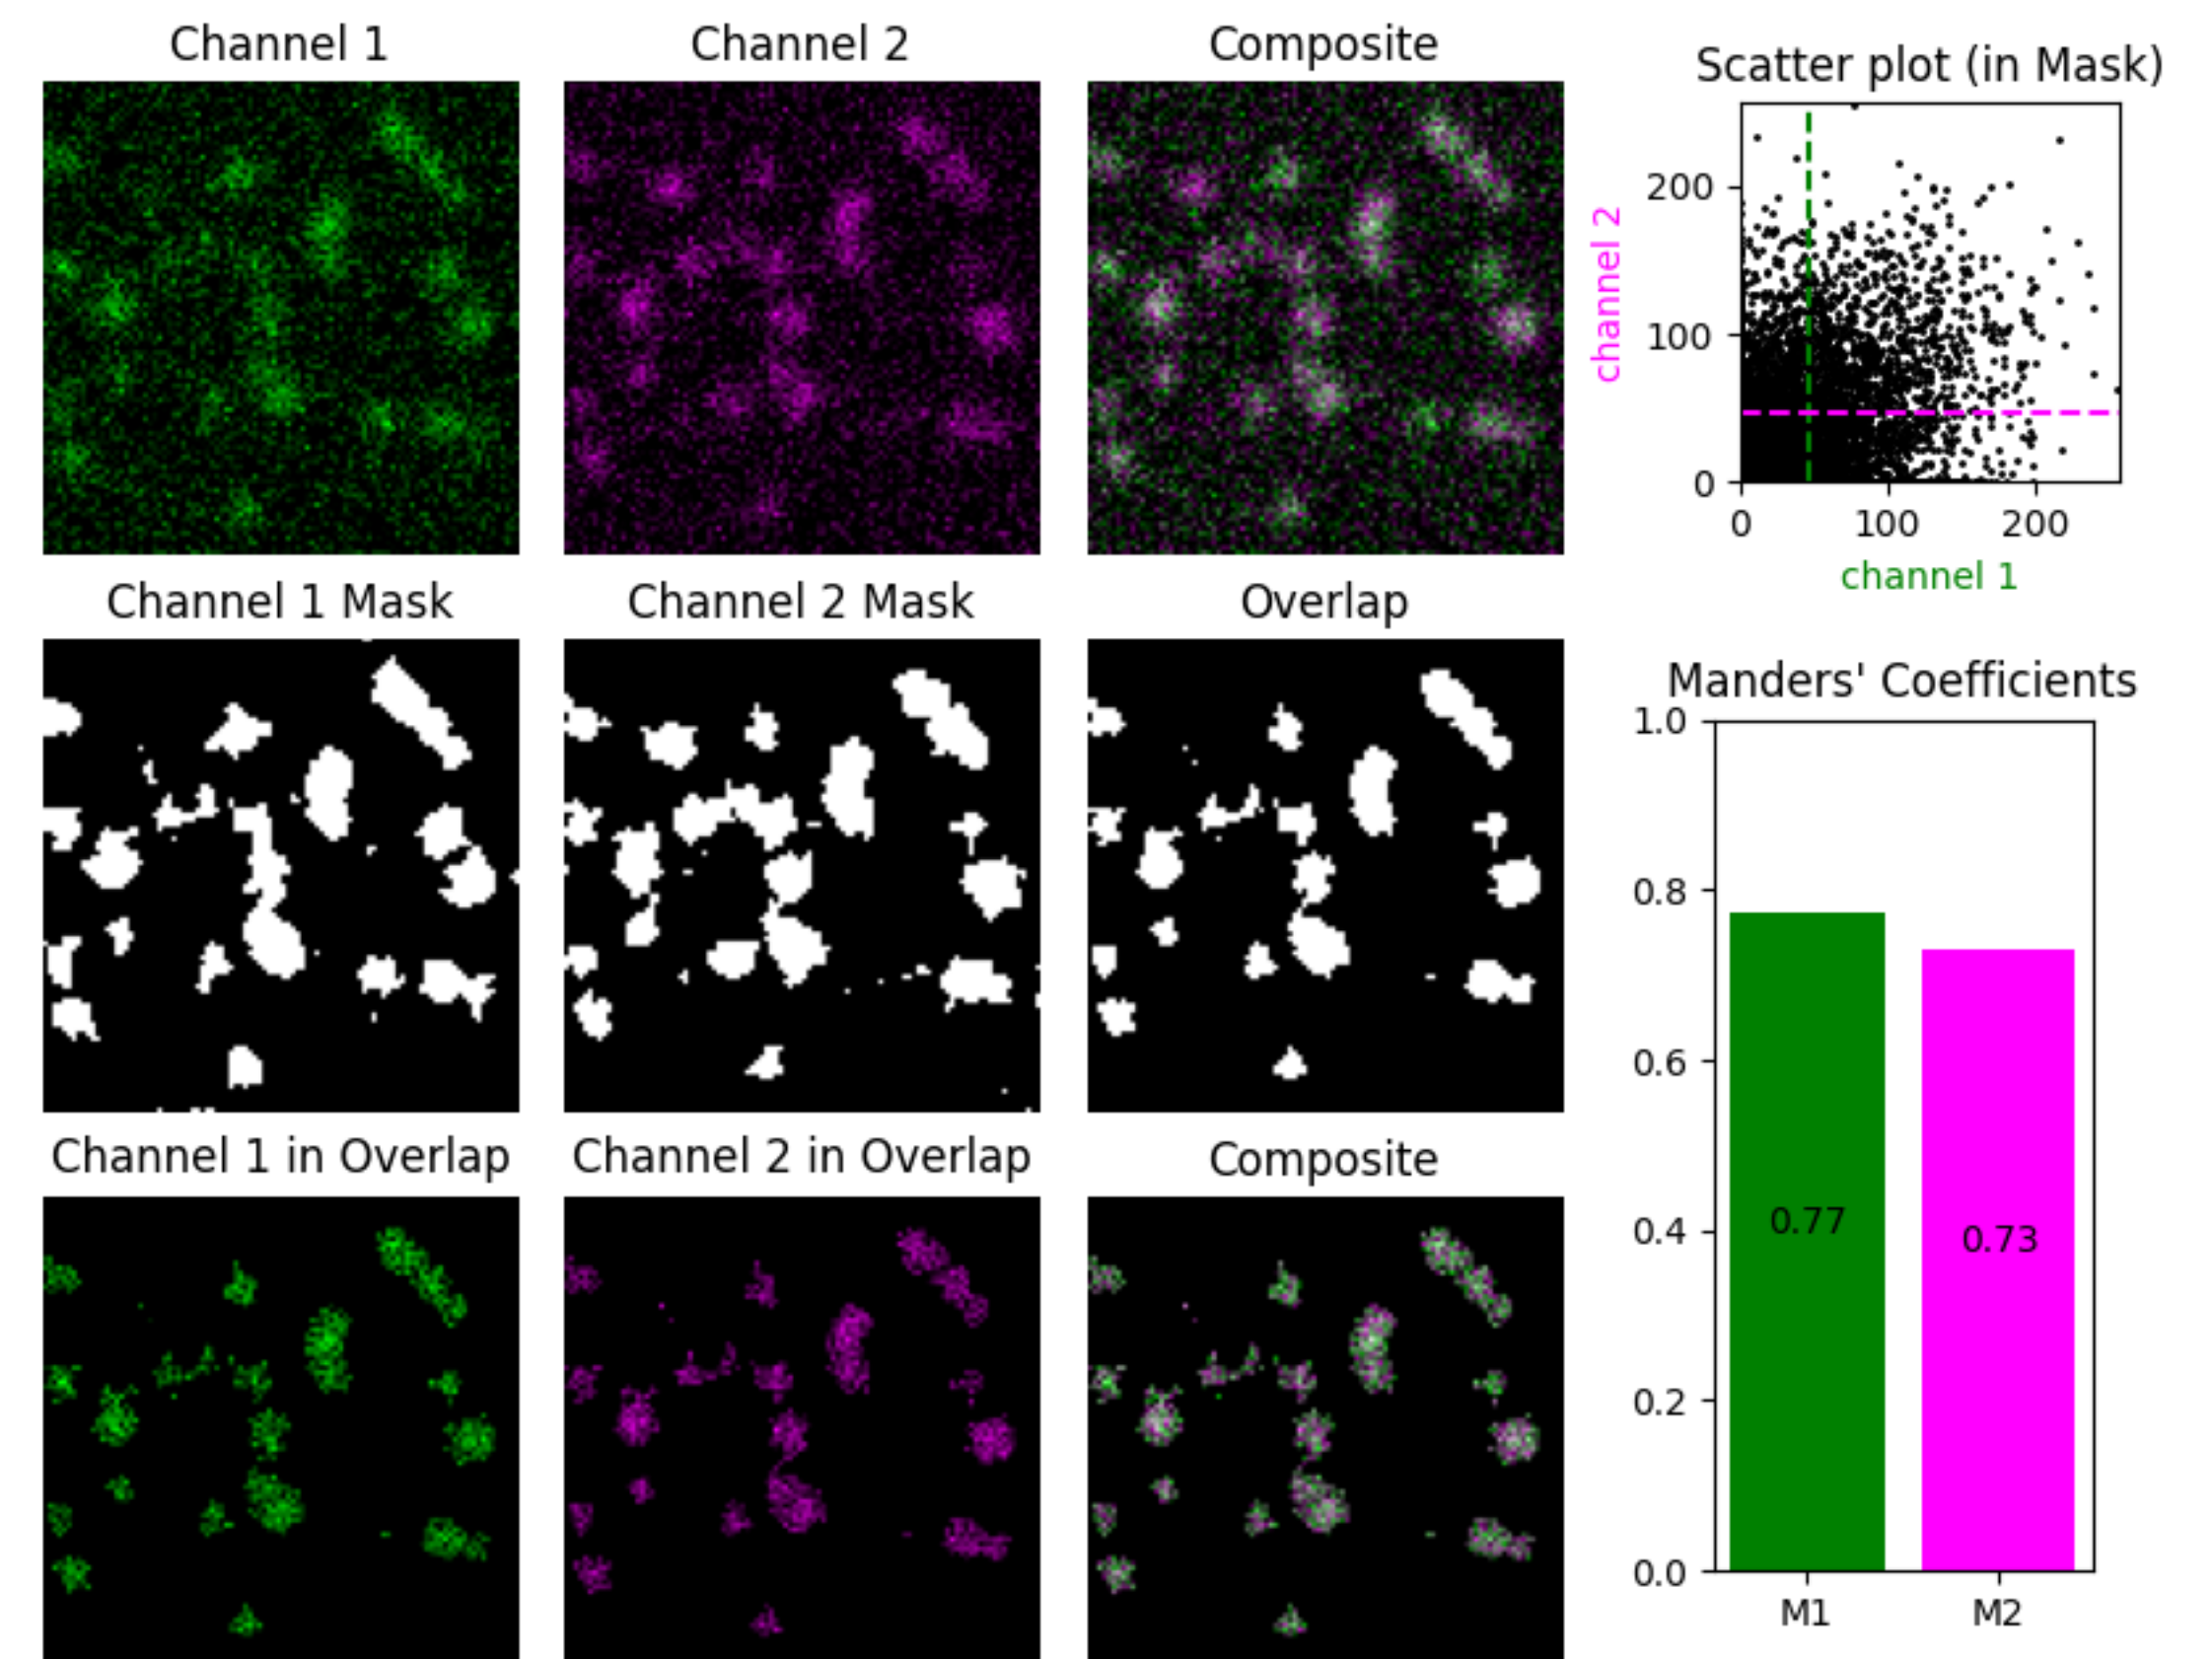 Channel 1
Channel 2
Composite
Scatter plot (in Mask)
channel 2
200
100
0
0 100 200
channel 1
Channel 1 Mask
Channel 2 Mask
Overlap
Manders' Coefficients
1.0
0.8
0.6
0.4
0.2
0.0
0.77
0.73
M1 M2
Channel 1 in Overlap
Channel 2 in Overlap
Composite